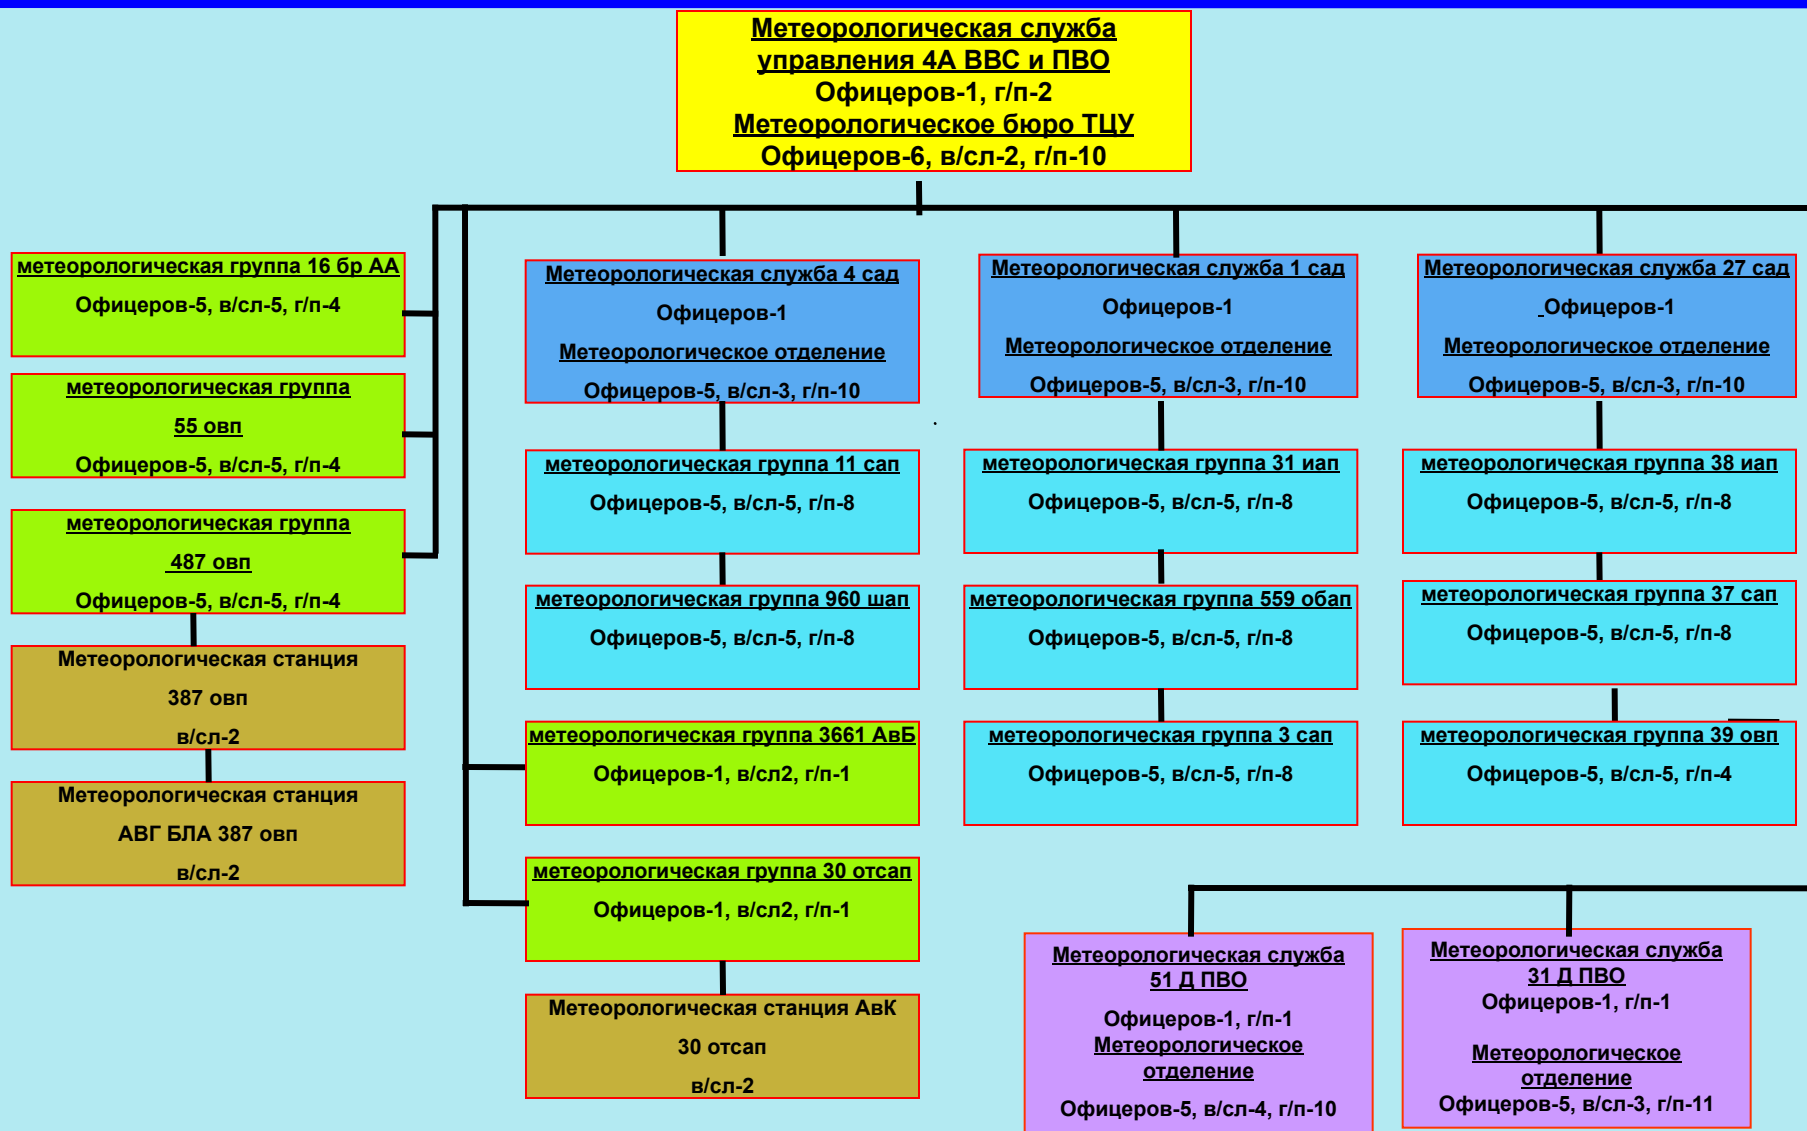 Метеорологическая служба
управления 4А ВВС и ПВО
Офицеров-1, г/п-2
Метеорологическое бюро ТЦУ
Офицеров-6, в/сл-2, г/п-10
метеорологическая группа 16 бр АА
Офицеров-5, в/сл-5, г/п-4
метеорологическая группа
55 овп
Офицеров-5, в/сл-5, г/п-4
метеорологическая группа
487 овп
Офицеров-5, в/сл-5, г/п-4
Метеорологическая станция
387 овп
в/сл-2
Метеорологическая станция
АВГ БЛА 387 овп
в/сл-2
Метеорологическая служба 4 сад
Офицеров-1
Метеорологическое отделение
Офицеров-5, в/сл-3, г/п-10
метеорологическая группа 11 сап
Офицеров-5, в/сл-5, г/п-8
метеорологическая группа 960 шап
Офицеров-5, в/сл-5, г/п-8
метеорологическая группа 3661 АвБ
Офицеров-1, в/сл2, г/п-1
метеорологическая группа 30 отсап
Офицеров-1, в/сл2, г/п-1
Метеорологическая станция АвК
30 отсап
в/сл-2
Метеорологическая служба 1 сад
Офицеров-1
Метеорологическое отделение
Офицеров-5, в/сл-3, г/п-10
метеорологическая группа 31 иап
Офицеров-5, в/сл-5, г/п-8
метеорологическая группа 559 обап
Офицеров-5, в/сл-5, г/п-8
метеорологическая группа 3 сап
Офицеров-5, в/сл-5, г/п-8
Метеорологическая служба 27 сад
Офицеров-1
Метеорологическое отделение
Офицеров-5, в/сл-3, г/п-10
метеорологическая группа 38 иап
Офицеров-5, в/сл-5, г/п-8
метеорологическая группа 37 сап
Офицеров-5, в/сл-5, г/п-8
метеорологическая группа 39 овп
Офицеров-5, в/сл-5, г/п-4
Метеорологическая служба
51 Д ПВО
Офицеров-1, г/п-1
Метеорологическое
отделение
Офицеров-5, в/сл-4, г/п-10
Метеорологическая служба
31 Д ПВО
Офицеров-1, г/п-1
Метеорологическое
отделение
Офицеров-5, в/сл-3, г/п-11